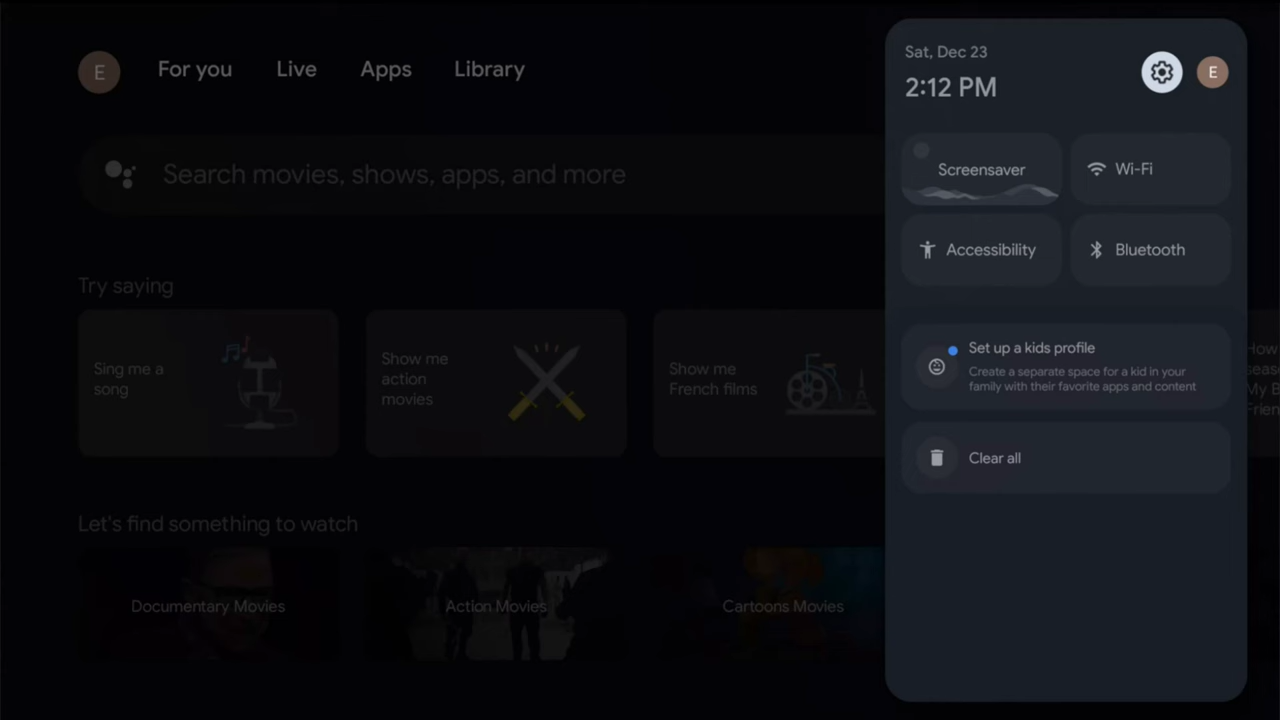 E
For you
Live
Apps
Library
Search movies, shows, apps, and more
Try saying
Sing me a
song
Show me
action
movies
Show me
French films
Let's find something to watch
Documentary Movies
Action Movies
Cartoons Movies
Sat, Dec 23
2:12 PM
E
Screensaver
Wi-Fi
Accessibility
Bluetooth
Set up a kids profile
Create a separate space for a kid in your
family with their favorite apps and content
Clear all
How